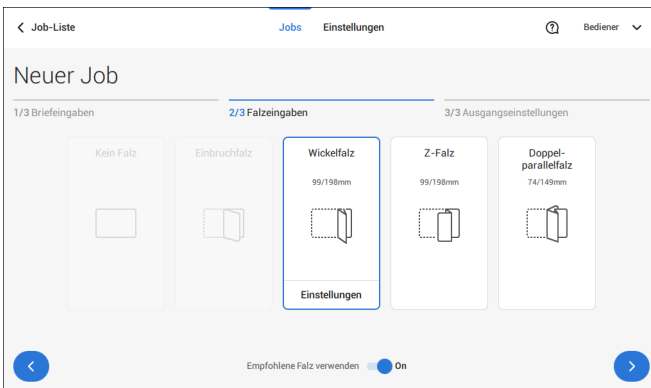 Job-Liste
Jobs
Einstellungen
Bediener
Neuer Job
1/3 Briefeingaben
2/3 Falzeingaben
3/3 Ausgangseinstellungen
Kein Falz
Einbruchfalz
Wickelfalz
99/198mm
Einstellungen
Z-Falz
99/198mm
Doppel-
parallelfalz
74/149mm
Empfohlene Falz verwenden
On